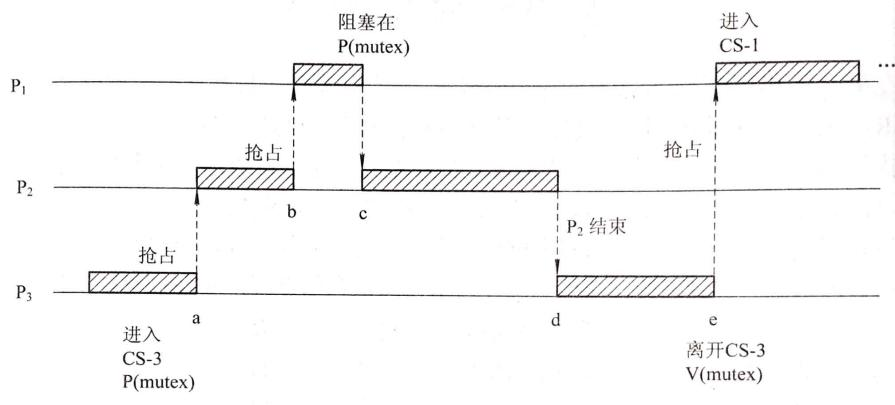 阻塞在
P(mutex)
进入
CS-1
...
P1
抢占
抢占
P2
b
c
P2 结束
抢占
P3
a
d
e
进入
CS-3
P(mutex)
离开CS-3
V(mutex)